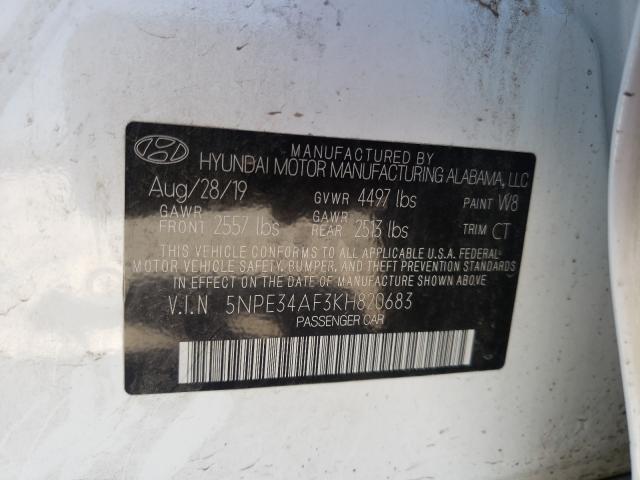 MANUFACTURED BY
HYUNDAI MOTOR MANUFACTURING ALABAMA, LLC
Aug/28/19 GVWR 4497 lbs PAINT W8
GAWR FRONT 2557 lbs GAWR REAR 2513 lbs TRIM CT
THIS VEHICLE CONFORMS TO ALL APPLICABLE U.S.A. FEDERAL
MOTOR VEHICLE SAFETY, BUMPER, AND THEFT PREVENTION STANDARDS
IN EFFECT ON THE DATE OF MANUFACTURE SHOWN ABOVE.
V.I.N 5NPE34AF3KH820683
PASSENGER CAR